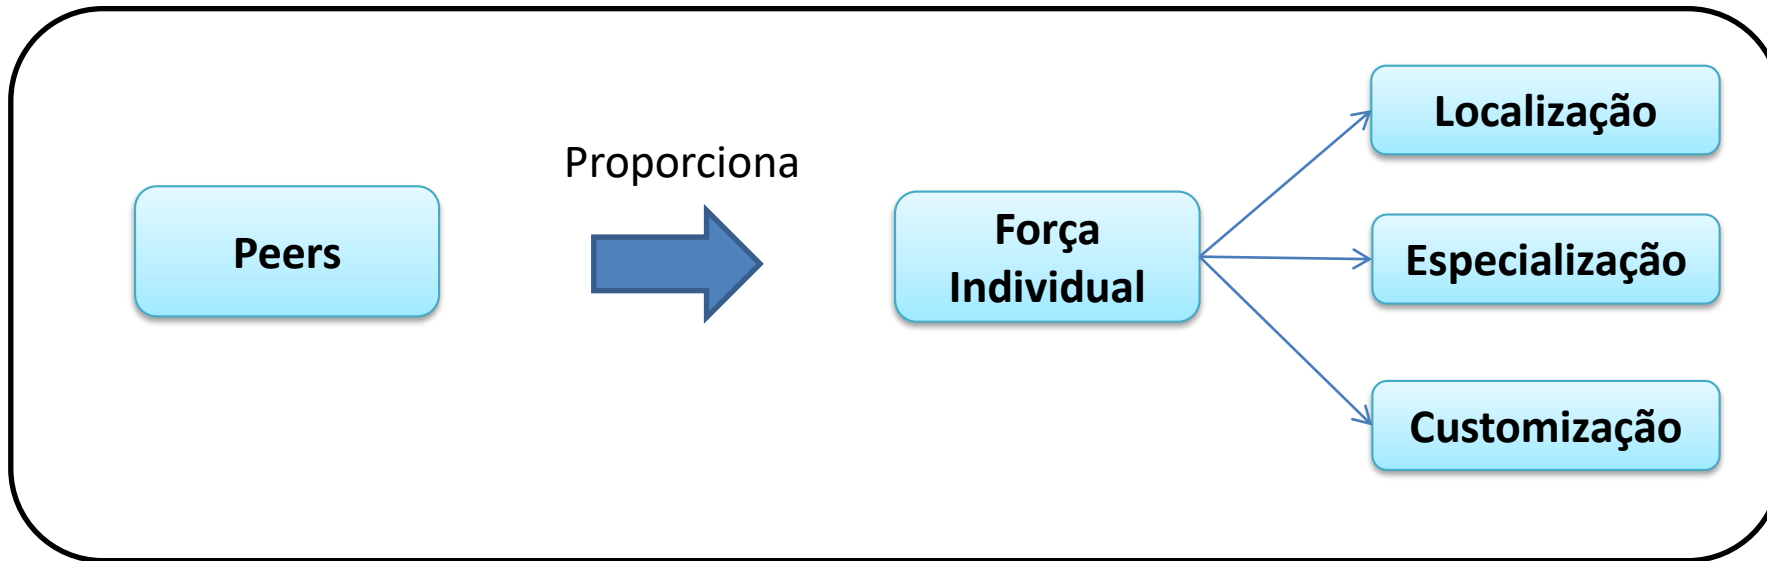 Peers
Proporciona
Força
Individual
Localização
Especialização
Customização